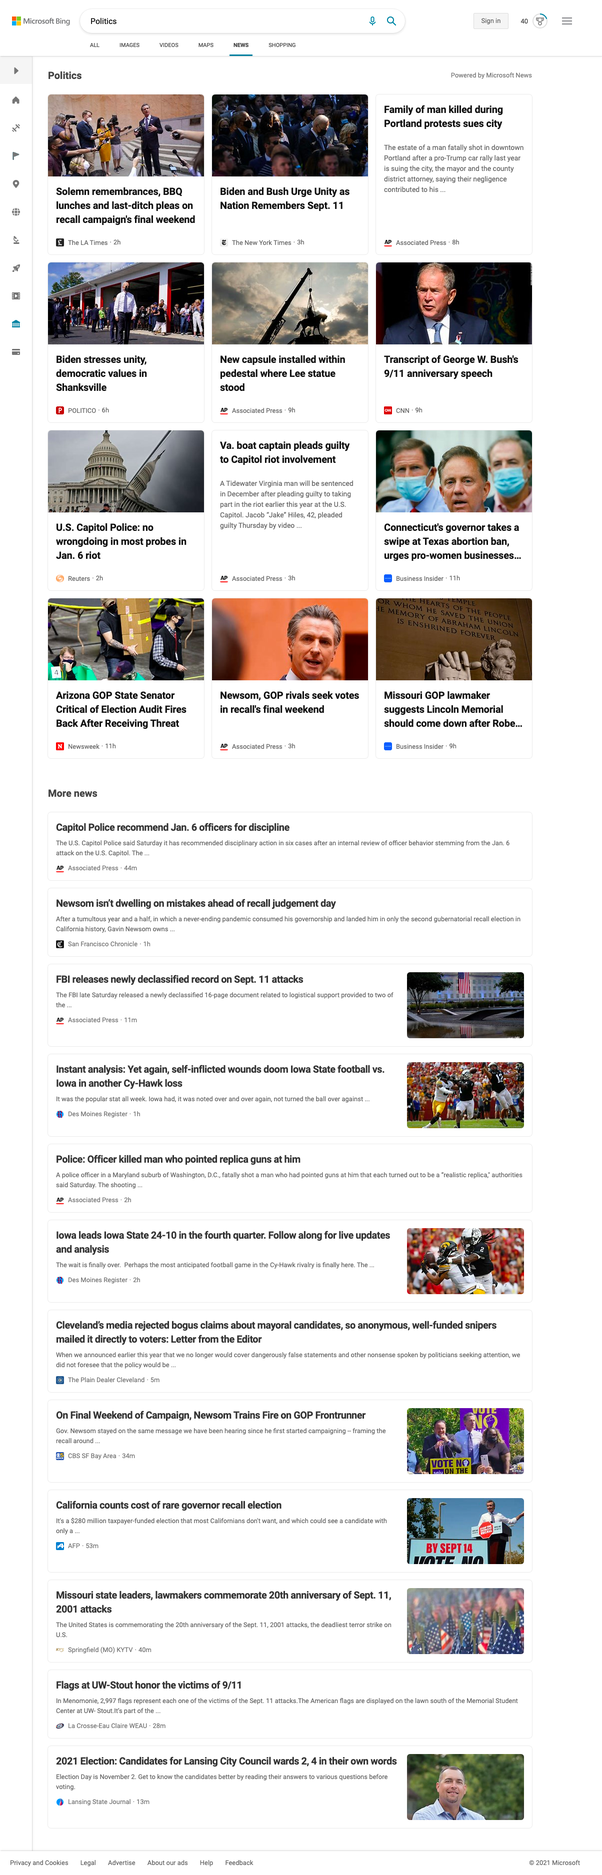 Microsoft Bing
Politics
Sign in
40
ALL IMAGES VIDEOS MAPS NEWS SHOPPING
Politics
Powered by Microsoft News
Solemn remembrances, BBQ
lunches and last-ditch pleas on
recall campaign's final weekend
The LA Times · 2h
Biden and Bush Urge Unity as
Nation Remembers Sept. 11
The New York Times · 3h
Family of man killed during
Portland protests sues city
The estate of a man fatally shot in downtown
Portland after a pro-Trump car rally last year
is suing the city, the mayor and the county
district attorney, saying their negligence
contributed to his ...
AP Associated Press · 8h
Biden stresses unity,
democratic values in
Shanksville
POLITICO · 6h
New capsule installed within
pedestal where Lee statue
stood
AP Associated Press · 9h
Transcript of George W. Bush's
9/11 anniversary speech
CNN · 9h
U.S. Capitol Police: no
wrongdoing in most probes in
Jan. 6 riot
Reuters · 2h
Va. boat captain pleads guilty
to Capitol riot involvement
A Tidewater Virginia man will be sentenced
in December after pleading guilty to taking
part in the riot earlier this year at the U.S.
Capitol. Jacob "Jake" Hiles, 42, pleaded
guilty Thursday by video ...
AP Associated Press · 3h
Connecticut's governor takes a
swipe at Texas abortion ban,
urges pro-women businesses...
Business Insider · 11h
Arizona GOP State Senator
Critical of Election Audit Fires
Back After Receiving Threat
Newsweek · 11h
Newsom, GOP rivals seek votes
in recall's final weekend
AP Associated Press · 3h
HEARTS OF THE PEOPLE
WHOM HE SAVED THE UNION
MEMORY OF ABRAHAM LINCOLN
IS ENSHRINED FOREVER
Missouri GOP lawmaker
suggests Lincoln Memorial
should come down after Robe...
Business Insider · 9h
More news
Capitol Police recommend Jan. 6 officers for discipline
The U.S. Capitol Police said Saturday it has recommended disciplinary action in six cases after an internal review of officer behavior stemming from the Jan. 6
attack on the U.S. Capitol. The ...
AP Associated Press · 44m
Newsom isn't dwelling on mistakes ahead of recall judgement day
After a tumultuous year and a half, in which a never-ending pandemic consumed his governorship and landed him in only the second gubernatorial recall election in
California history, Gavin Newsom owns ...
San Francisco Chronicle · 1h
FBI releases newly declassified record on Sept. 11 attacks
The FBI late Saturday released a newly declassified 16-page document related to logistical support provided to two of
the ...
AP Associated Press · 11m
Instant analysis: Yet again, self-inflicted wounds doom Iowa State football vs.
Iowa in another Cy-Hawk loss
It was the popular stat all week. Iowa had, it was noted over and over again, not turned the ball over against ...
Des Moines Register · 1h
Police: Officer killed man who pointed replica guns at him
A police officer in a Maryland suburb of Washington, D.C., fatally shot a man who had pointed guns at him that each turned out to be a "realistic replica," authorities
said Saturday. The shooting ...
AP Associated Press · 2h
Iowa leads Iowa State 24-10 in the fourth quarter. Follow along for live updates
and analysis
The wait is finally over. Perhaps the most anticipated football game in the Cy-Hawk rivalry is finally here. The ...
Des Moines Register · 2h
Cleveland's media rejected bogus claims about mayoral candidates, so anonymous, well-funded snipers
mailed it directly to voters: Letter from the Editor
When we announced earlier this year that we no longer would cover dangerously false statements and other nonsense spoken by politicians seeking attention, we
did not foresee that the policy would be ...
The Plain Dealer Cleveland · 5m
On Final Weekend of Campaign, Newsom Trains Fire on GOP Frontrunner
Gov. Newsom stayed on the same message we have been hearing since he first started campaigning – framing the
recall around ...
CBS SF Bay Area · 34m
VOTE NO
VOTE NO
ON THE
California counts cost of rare governor recall election
It's a $280 million taxpayer-funded election that most Californians don't want, and which could see a candidate with
only a ...
AFP · 53m
BY SEPT 14
VOTE NO
Missouri state leaders, lawmakers commemorate 20th anniversary of Sept. 11,
2001 attacks
The United States is commemorating the 20th anniversary of the Sept. 11, 2001 attacks, the deadliest terror strike on
U.S.
Springfield (MO) KYTV · 40m
Flags at UW-Stout honor the victims of 9/11
In Menomonie, 2,997 flags represent each one of the victims of the Sept. 11 attacks.The American flags are displayed on the lawn south of the Memorial Student
Center at UW- Stout.It's part of the ...
La Crosse-Eau Claire WEAU · 28m
2021 Election: Candidates for Lansing City Council wards 2, 4 in their own words
Election Day is November 2. Get to know the candidates better by reading their answers to various questions before
voting.
Lansing State Journal · 13m
Privacy and Cookies Legal Advertise About our ads Help Feedback
© 2021 Microsoft